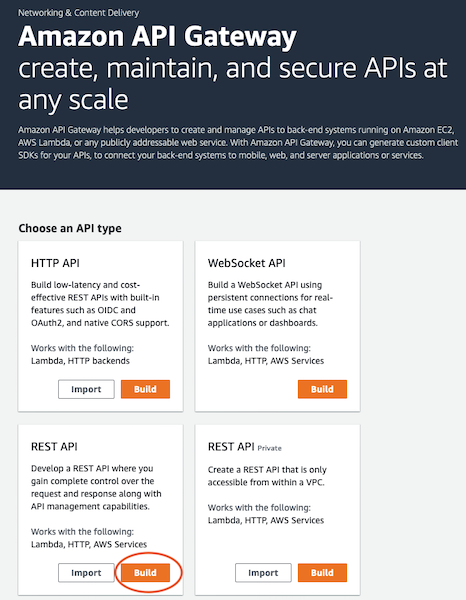 Networking & Content Delivery
Amazon API Gateway
create, maintain, and secure APIs at
any scale
Amazon API Gateway helps developers to create and manage APIs to back-end systems running on Amazon EC2,
AWS Lambda, or any publicly addressable web service. With Amazon API Gateway, you can generate custom client
SDKs for your APIs, to connect your back-end systems to mobile, web, and server applications or services.
Choose an API type
HTTP API
Build low-latency and cost-
effective REST APIs with built-in
features such as OIDC and
OAuth2, and native CORS support.
Works with the following:
Lambda, HTTP backends
Import
Build
WebSocket API
Build a WebSocket API using
persistent connections for real-
time use cases such as chat
applications or dashboards.
Works with the following:
Lambda, HTTP, AWS Services
Build
REST API
Develop a REST API where you
gain complete control over the
request and response along with
API management capabilities.
Works with the following:
Lambda, HTTP, AWS Services
Import
Build
REST API Private
Create a REST API that is only
accessible from within a VPC.
Works with the following:
Lambda, HTTP, AWS Services
Import
Build